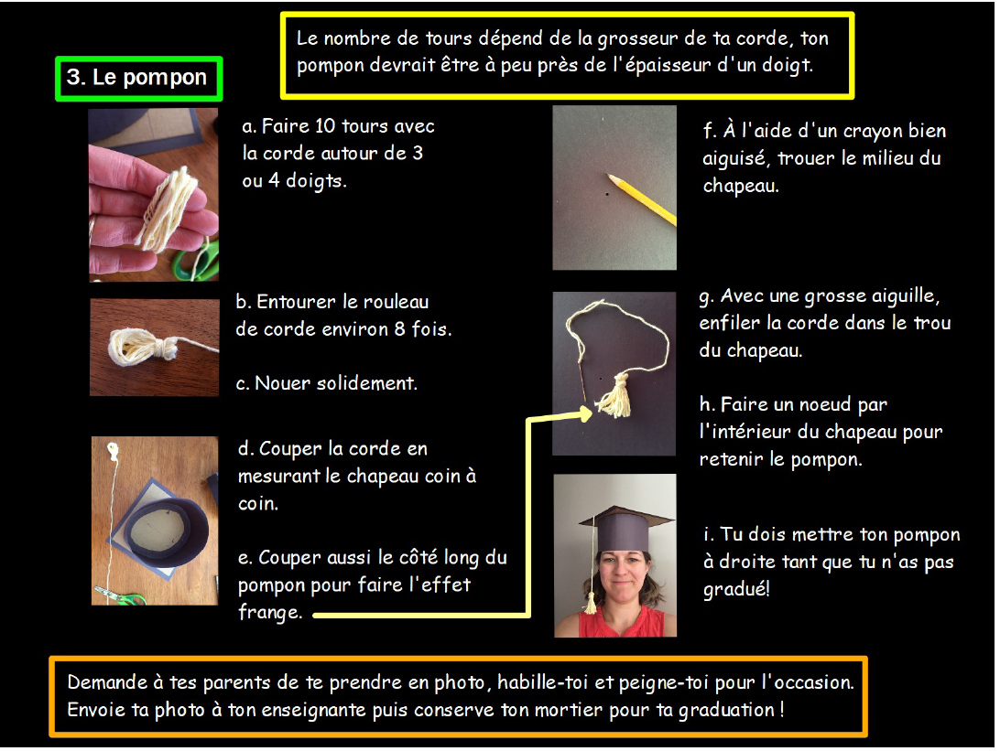 Le nombre de tours dépend de la grosseur de ta corde, ton
pompon devrait être à peu près de l'épaisseur d'un doigt.
3. Le pompon
a. Faire 10 tours avec
la corde autour de 3
ou 4 doigts.
b. Entourer le rouleau
de corde environ 8 fois.
c. Nouer solidement.
d. Couper la corde en
mesurant le chapeau coin à
coin.
e. Couper aussi le côté long du
pompon pour faire l'effet
frange.
f. À l'aide d'un crayon bien
aiguisé, trouer le milieu du
chapeau.
g. Avec une grosse aiguille,
enfiler la corde dans le trou
du chapeau.
h. Faire un noeud par
l'intérieur du chapeau pour
retenir le pompon.
i. Tu dois mettre ton pompon
à droite tant que tu n'as pas
gradué!
Demande à tes parents de te prendre en photo, habille-toi et peigne-toi pour l'occasion.
Envoie ta photo à ton enseignante puis conserve ton mortier pour ta graduation !